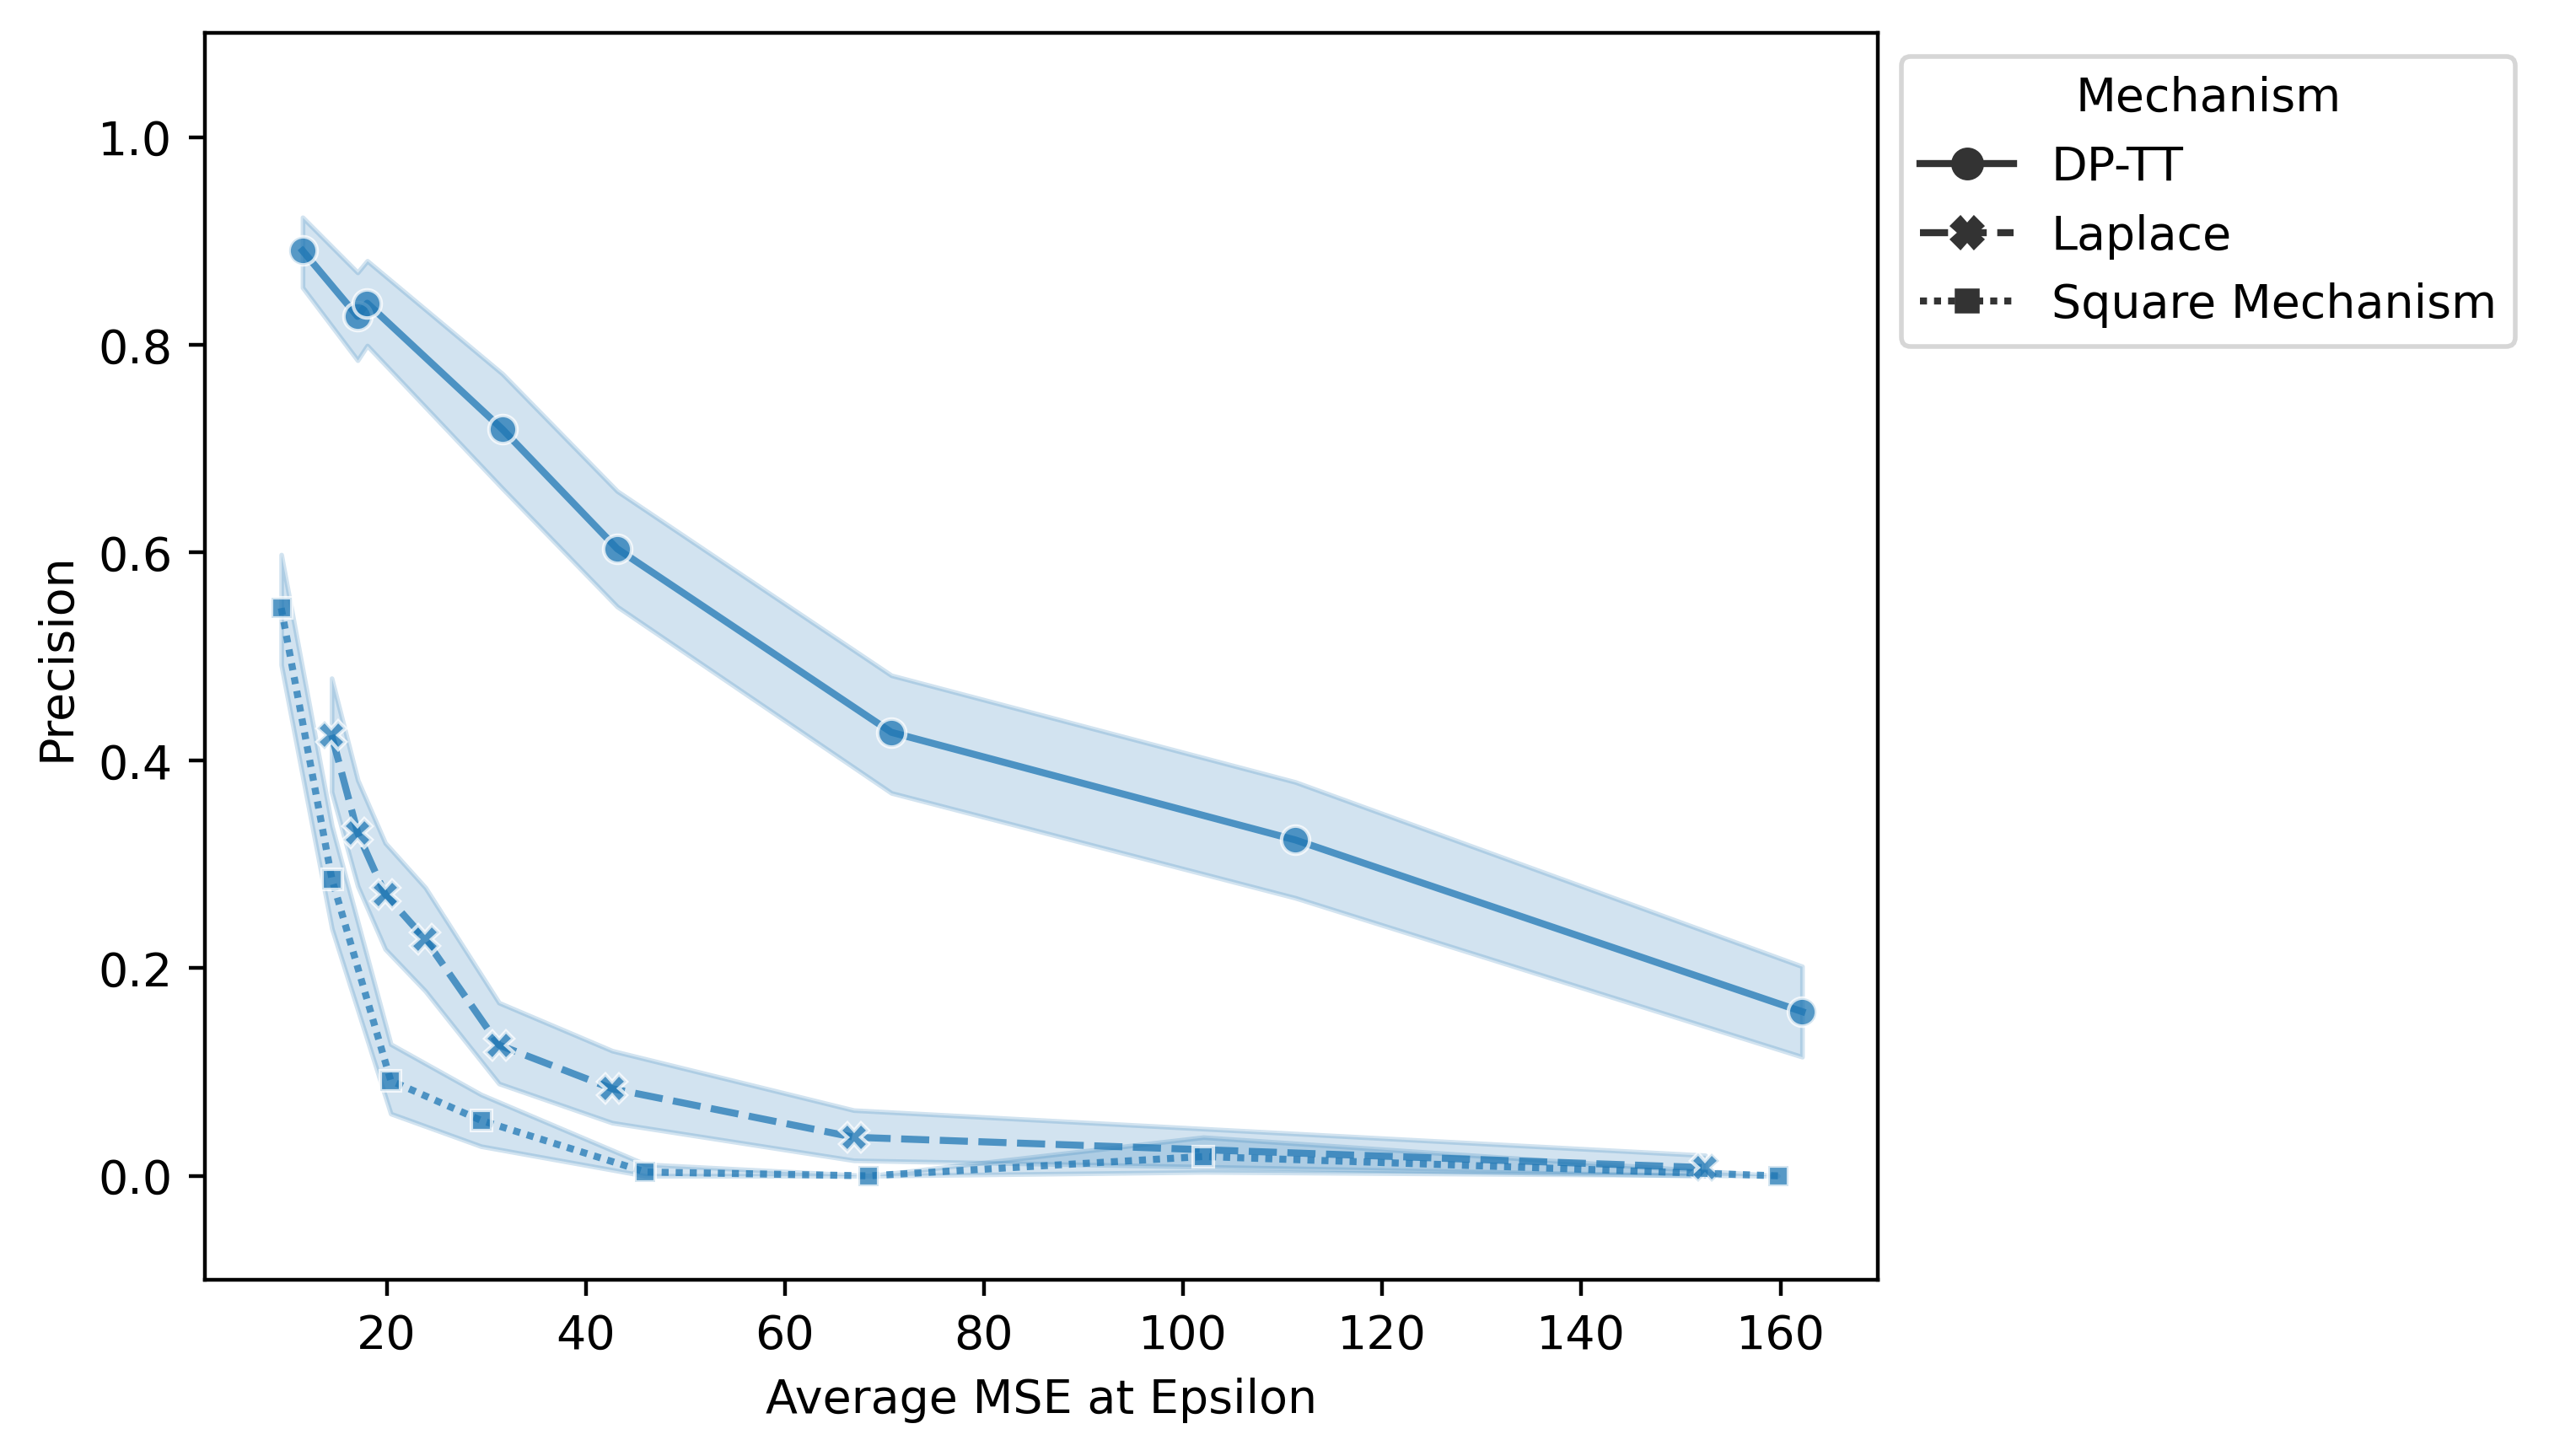 Mechanism
DP-TT
Laplace
Square Mechanism
Precision
1.0
0.8
0.6
0.4
0.2
0.0
20 40 60 80 100 120 140 160
Average MSE at Epsilon